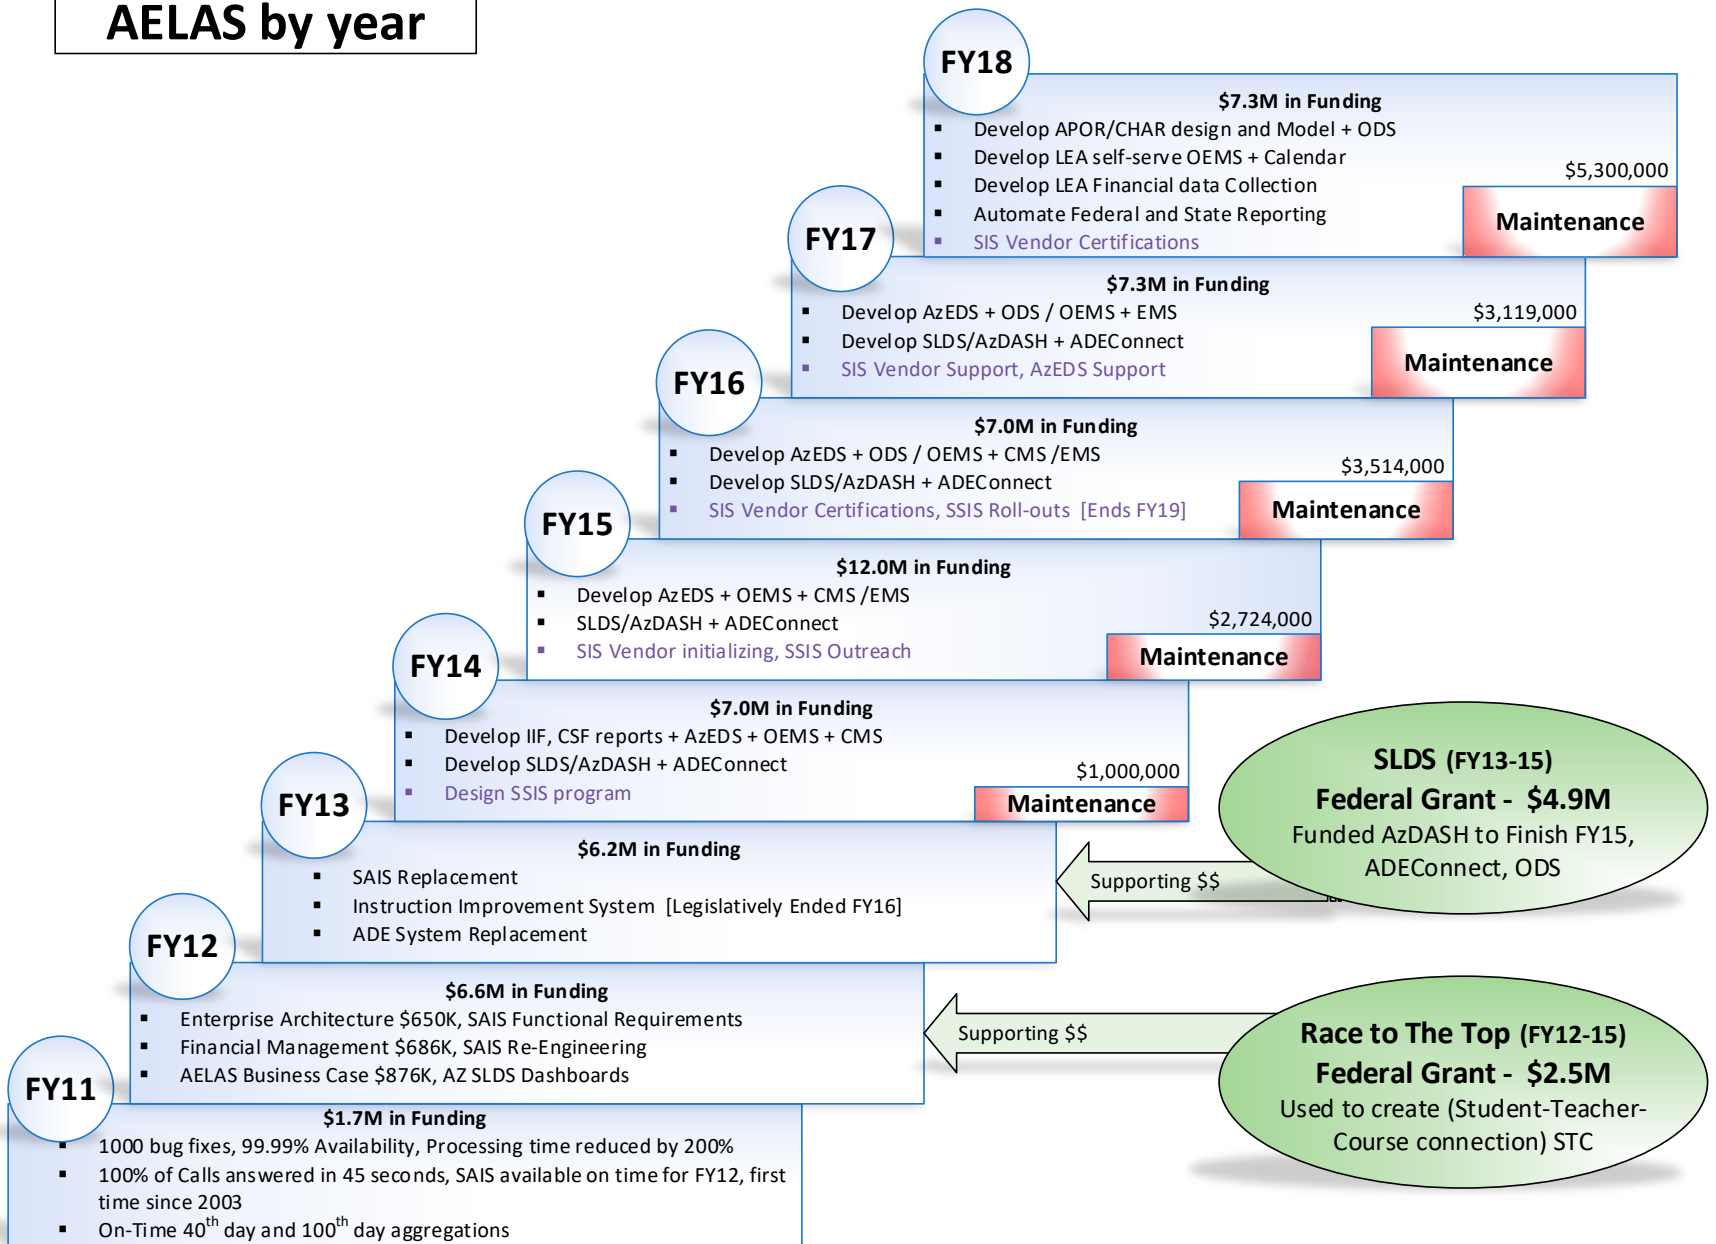 AELAS by year
FY18
$7.3M in Funding
▪ Develop APOR/CHAR design and Model + ODS
▪ Develop LEA self-serve OEMS + Calendar
▪ Develop LEA Financial data Collection
▪ Automate Federal and State Reporting
▪ SIS Vendor Certifications
$5,300,000
Maintenance
FY17
$7.3M in Funding
▪ Develop AzEDS + ODS / OEMS + EMS
▪ Develop SLDS/AzDASH + ADEConnect
▪ SIS Vendor Support, AzEDS Support
$3,119,000
Maintenance
FY16
$7.0M in Funding
▪ Develop AzEDS + ODS / OEMS + CMS /EMS
▪ Develop SLDS/AzDASH + ADEConnect
▪ SIS Vendor Certifications, SSIS Roll-outs [Ends FY19]
$3,514,000
Maintenance
FY15
$12.0M in Funding
▪ Develop AzEDS + OEMS + CMS /EMS
▪ SLDS/AzDASH + ADEConnect
▪ SIS Vendor initializing, SSIS Outreach
$2,724,000
Maintenance
FY14
$7.0M in Funding
▪ Develop IIF, CSF reports + AzEDS + OEMS + CMS
▪ Develop SLDS/AzDASH + ADEConnect
▪ Design SSIS program
$1,000,000
Maintenance
FY13
$6.2M in Funding
▪ SAIS Replacement
▪ Instruction Improvement System [Legislatively Ended FY16]
▪ ADE System Replacement
Supporting $$
SLDS (FY13-15)
Federal Grant - $4.9M
Funded AzDASH to Finish FY15,
ADEConnect, ODS
FY12
$6.6M in Funding
▪ Enterprise Architecture $650K, SAIS Functional Requirements
▪ Financial Management $686K, SAIS Re-Engineering
▪ AELAS Business Case $876K, AZ SLDS Dashboards
Supporting $$
Race to The Top (FY12-15)
Federal Grant - $2.5M
Used to create (Student-Teacher-
Course connection) STC
FY11
$1.7M in Funding
▪ 1000 bug fixes, 99.99% Availability, Processing time reduced by 200%
▪ 100% of Calls answered in 45 seconds, SAIS available on time for FY12, first
time since 2003
▪ On-Time 40th day and 100th day aggregations